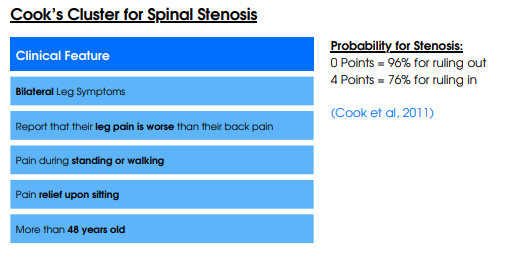 Cook's Cluster for Spinal Stenosis
Clinical Feature
Bilateral Leg Symptoms
Report that their leg pain is worse than their back pain
Pain during standing or walking
Pain relief upon sitting
More than 48 years old
Probability for Stenosis:
0 Points = 96% for ruling out
4 Points = 76% for ruling in
(Cook et al, 2011)